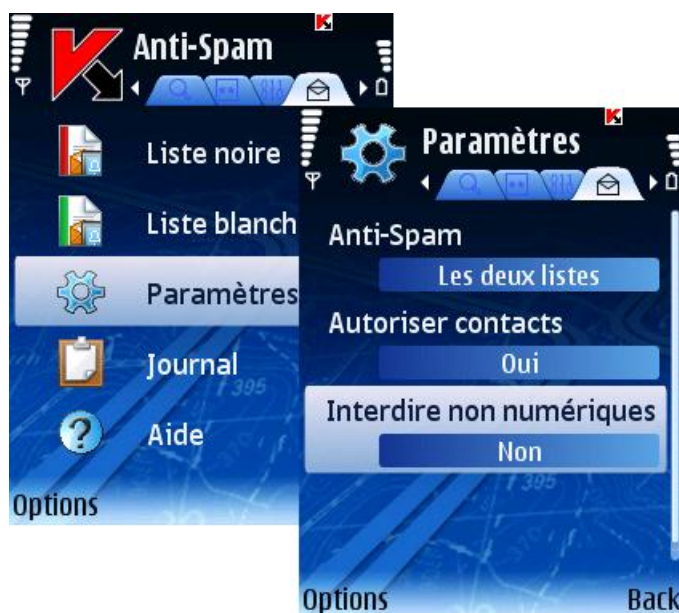 Anti-Spam
Liste noire
Liste blanch
Paramètres
Journal
Aide
Options
Paramètres
Anti-Spam
Les deux listes
Autoriser contacts
Oui
Interdire non numériques
Non
Options Back